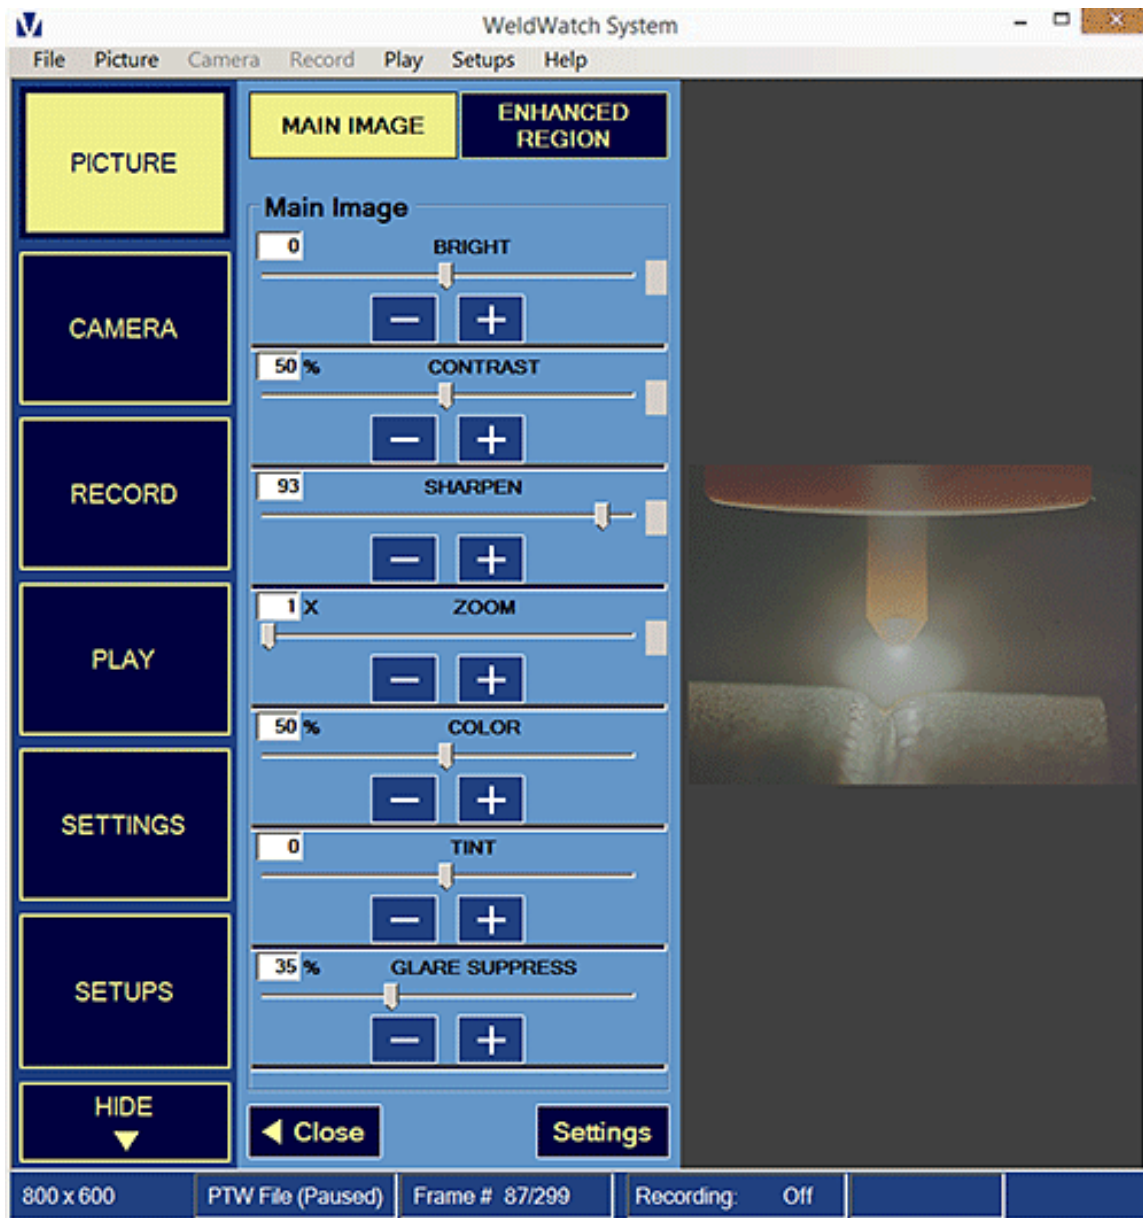 WeldWatch System
File Picture Camera Record Play Setups Help
PICTURE
CAMERA
RECORD
PLAY
SETTINGS
SETUPS
HIDE
MAIN IMAGE
ENHANCED
REGION
Main Image
0 BRIGHT
50 % CONTRAST
93 SHARPEN
1 X ZOOM
50 % COLOR
0 TINT
35 % GLARE SUPPRESS
Close
Settings
800 x 600 PTW File (Paused) Frame # 87/299 Recording: Off